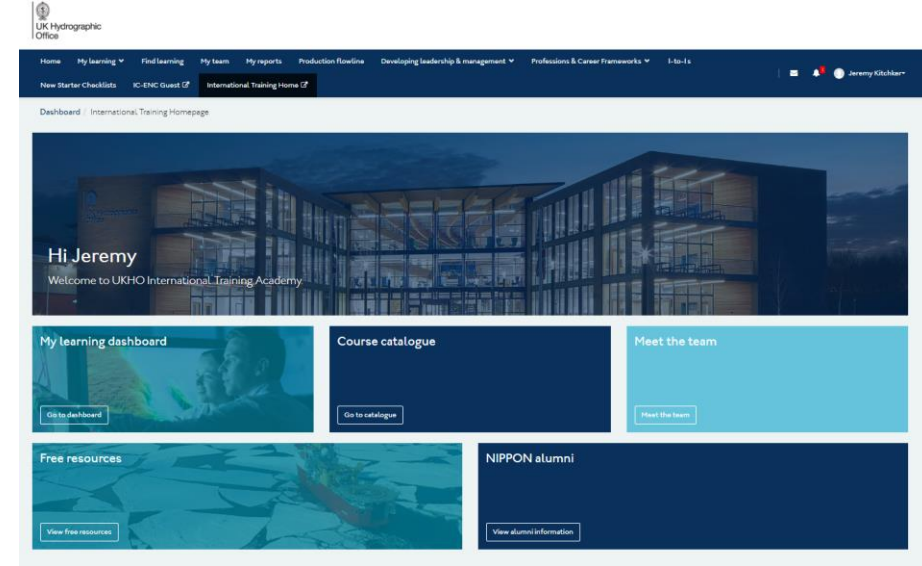 UK Hydrographic
Office
Home My learning Find learning My team My reports Production flowline Developing leadership & management Professions & Career Frameworks 1-to-1s
New Starter Checklists IC-ENC Guest International Training Home
Jeremy Kitchkar
Dashboard / International Training Homepage
Hi Jeremy
Welcome to UKHO International Training Academy
My learning dashboard
Go to dashboard
Course catalogue
Go to catalogue
Meet the team
Meet the team
Free resources
View free resources
NIPPON alumni
View alumni information